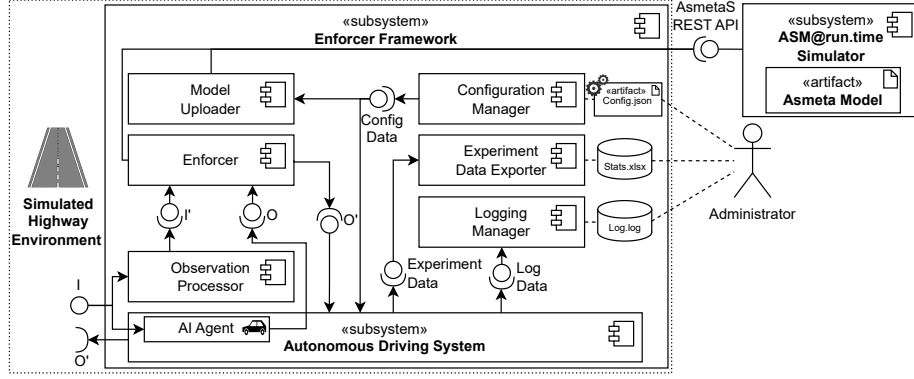 «subsystem»
Enforcer Framework
AsmetaS
REST API
«subsystem»
ASM@run.time
Simulator
«artifact»
Asmeta Model
Model
Uploader
Config
Data
Configuration
Manager
«artifact»
Config.json
Enforcer
Experiment
Data Exporter
Stats.xlsx
Administrator
Simulated
Highway
Environment
I'
O
O'
Logging
Manager
Log.log
Observation
Processor
Experiment
Data
Log
Data
I
AI Agent
O'
«subsystem»
Autonomous Driving System